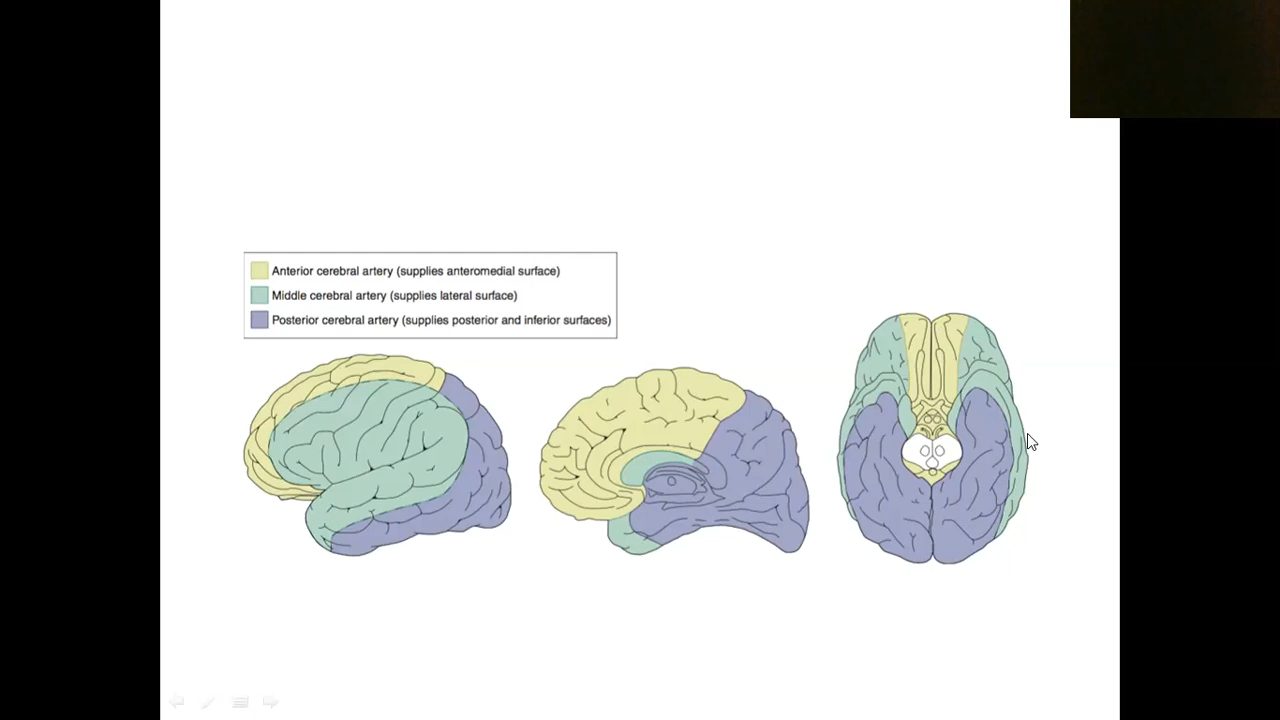 Anterior cerebral artery (supplies anteromedial surface)
Middle cerebral artery (supplies lateral surface)
Posterior cerebral artery (supplies posterior and inferior surfaces)